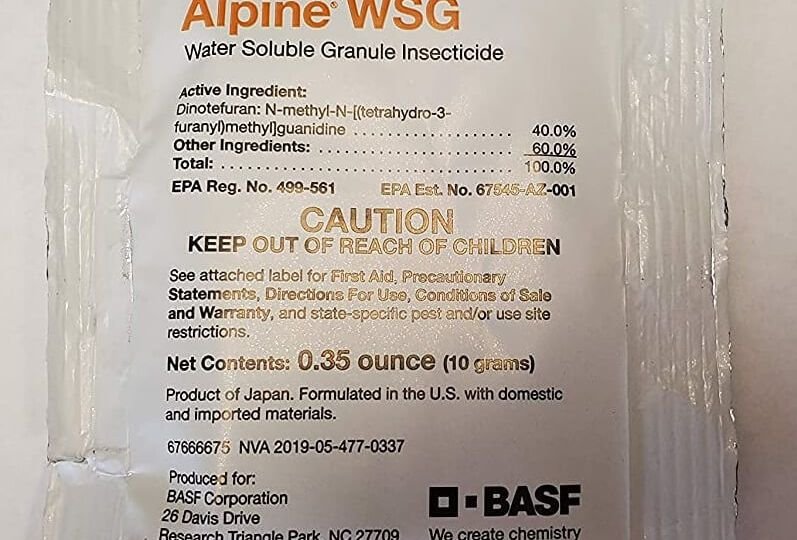 Alpine® WSG
Water Soluble Granule Insecticide
Active Ingredient:
Dinotefuran: N-methyl-N-[(tetrahydro-3-
furanyl)methyl]guanidine . . . . . . . . . . . . . . . . . . . . . 40.0%
Other Ingredients: . . . . . . . . . . . . . . . . . . . . . . . . . 60.0%
Total: . . . . . . . . . . . . . . . . . . . . . . . . . . . . . . . . . . . . 100.0%
EPA Reg. No. 499-561 EPA Est. No. 67545-AZ-001
CAUTION
KEEP OUT OF REACH OF CHILDREN
See attached label for First Aid, Precautionary
Statements, Directions For Use, Conditions of Sale
and Warranty, and state-specific pest and/or use site
restrictions.
Net Contents: 0.35 ounce (10 grams)
Product of Japan. Formulated in the U.S. with domestic
and imported materials.
67666675 NVA 2019-05-477-0337
Produced for:
BASF Corporation
26 Davis Drive
Research Triangle Park, NC 27709
BASF
We create chemistry